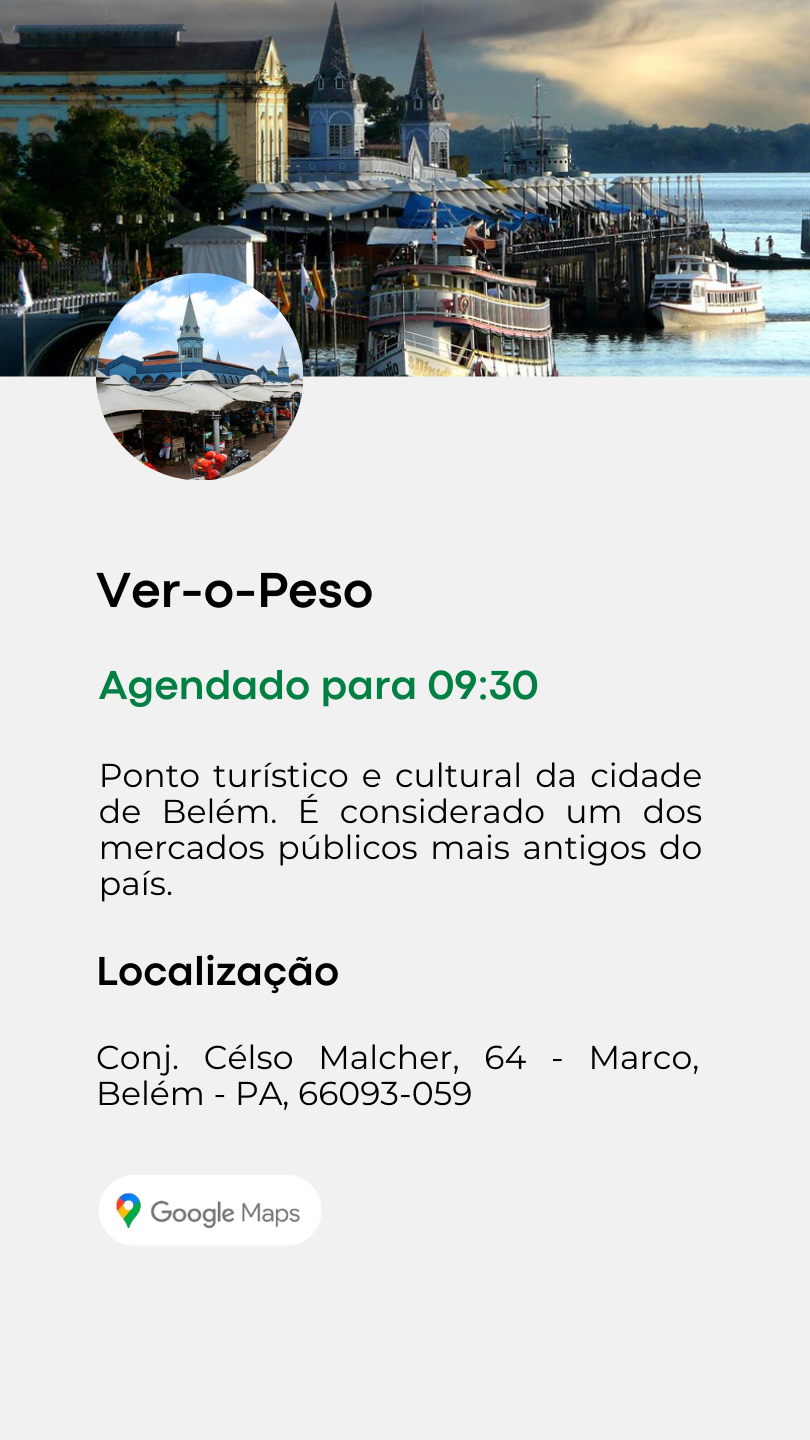 Ver-o-Peso
Agendado para 09:30
Ponto turístico e cultural da cidade
de Belém. É considerado um dos
mercados públicos mais antigos do
país.
Localização
Conj. Célso Malcher, 64 - Marco,
Belém - PA, 66093-059
Google Maps